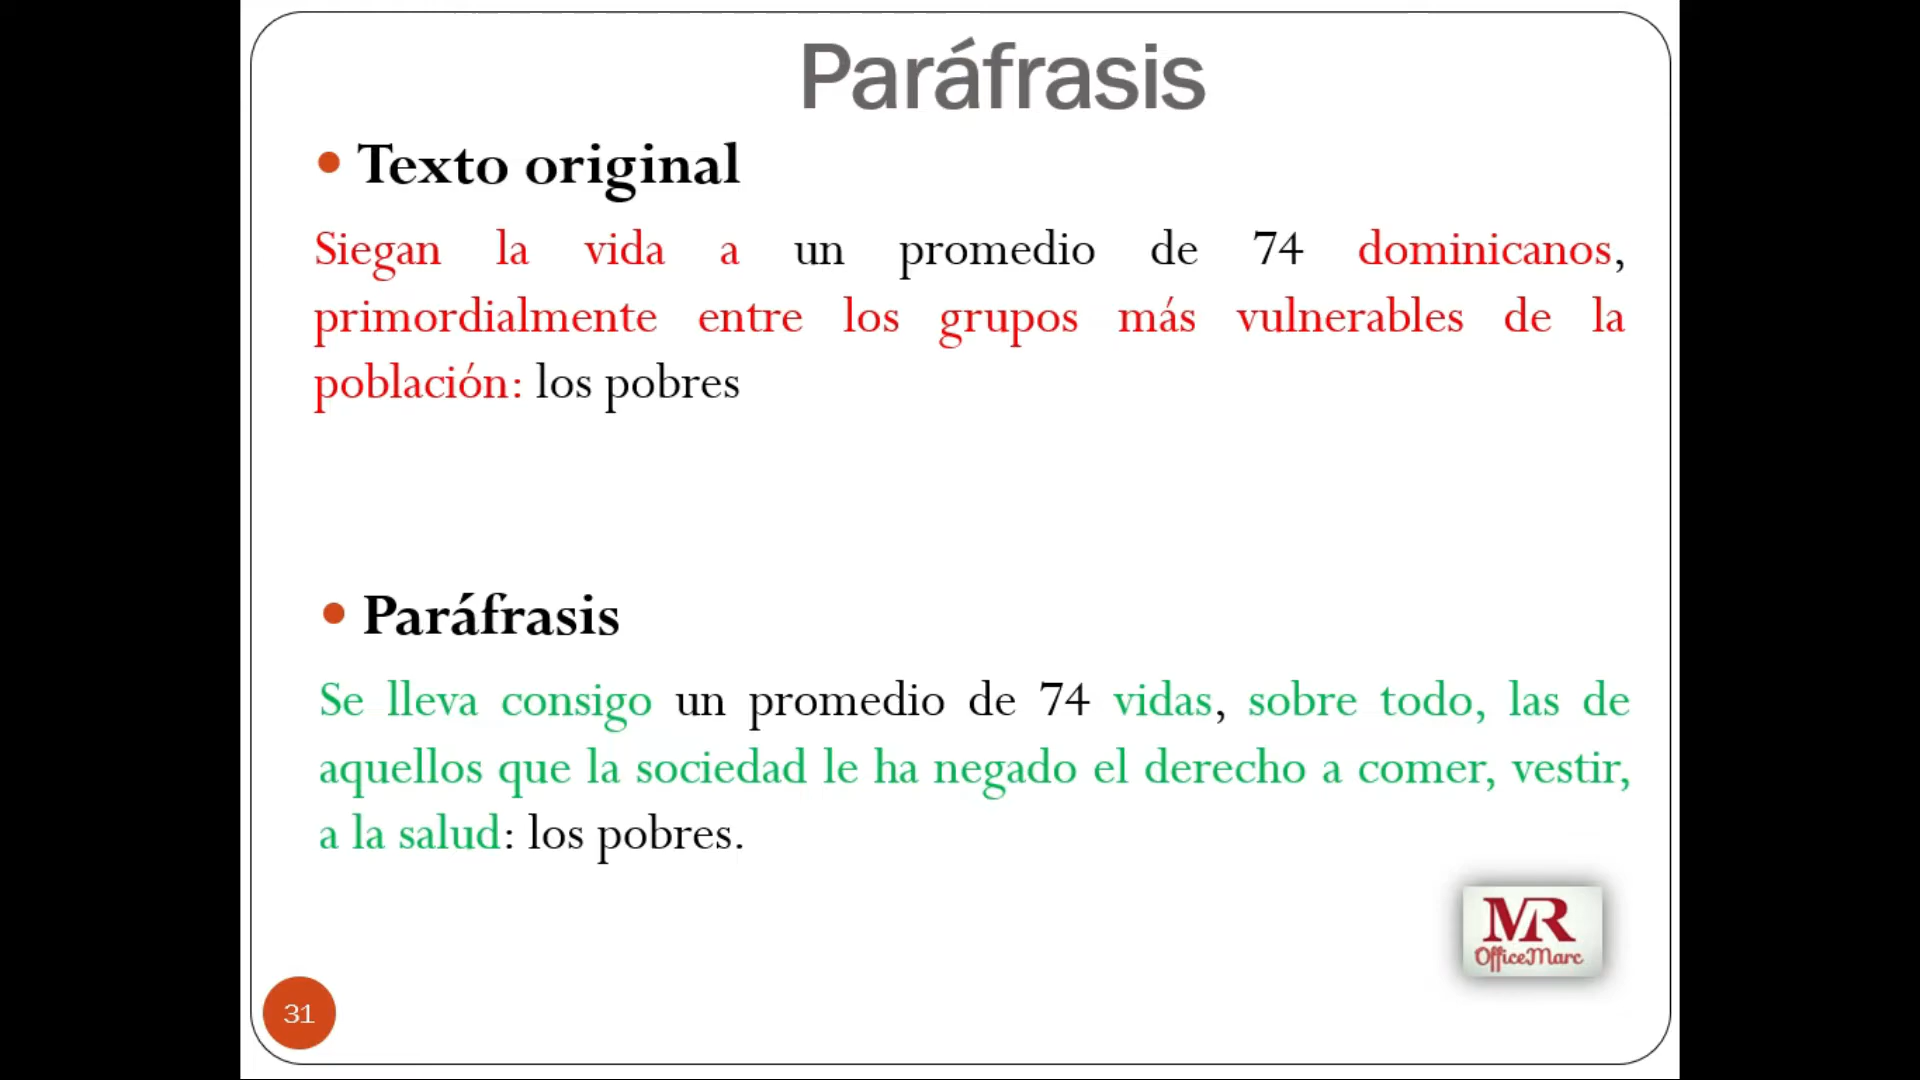 Paráfrasis
• Texto original
Siegan la vida a un promedio de 74 dominicanos,
primordialmente entre los grupos más vulnerables de la
población: los pobres
• Paráfrasis
Se lleva consigo un promedio de 74 vidas, sobre todo, las de
aquellos que la sociedad le ha negado el derecho a comer, vestir,
a la salud: los pobres.
MR
OfficeMarc
31